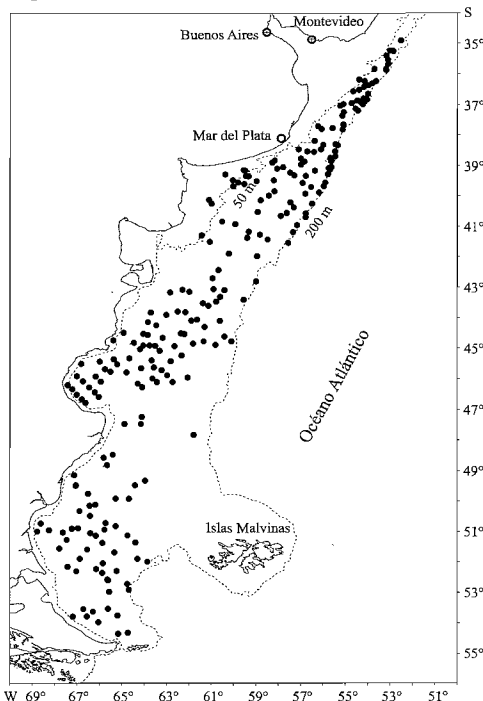 S
Montevideo
Buenos Aires
35°
37°
Mar del Plata
39°
50 m
200 m
41°
43°
45°
Océano Atlántico
47°
49°
Islas Malvinas
51°
53°
55°
W 69° 67° 65° 63° 61° 59° 57° 55° 53° 51°